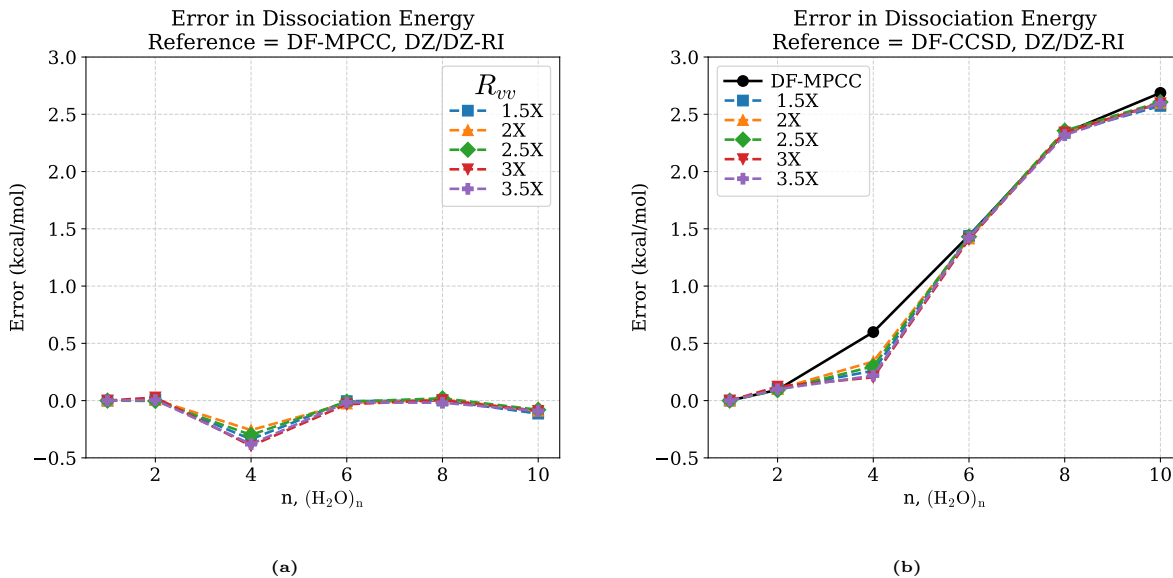 Error in Dissociation Energy
Reference = DF-MPCC, DZ/DZ-RI
Error (kcal/mol)
3.0
2.5
2.0
1.5
1.0
0.5
0.0
−0.5
R_vv
1.5X
2X
2.5X
3X
3.5X
2
4
6
8
10
n, (H₂O)ₙ
(a)
Error in Dissociation Energy
Reference = DF-CCSD, DZ/DZ-RI
Error (kcal/mol)
3.0
2.5
2.0
1.5
1.0
0.5
0.0
−0.5
DF-MPCC
1.5X
2X
2.5X
3X
3.5X
2
4
6
8
10
n, (H₂O)ₙ
(b)